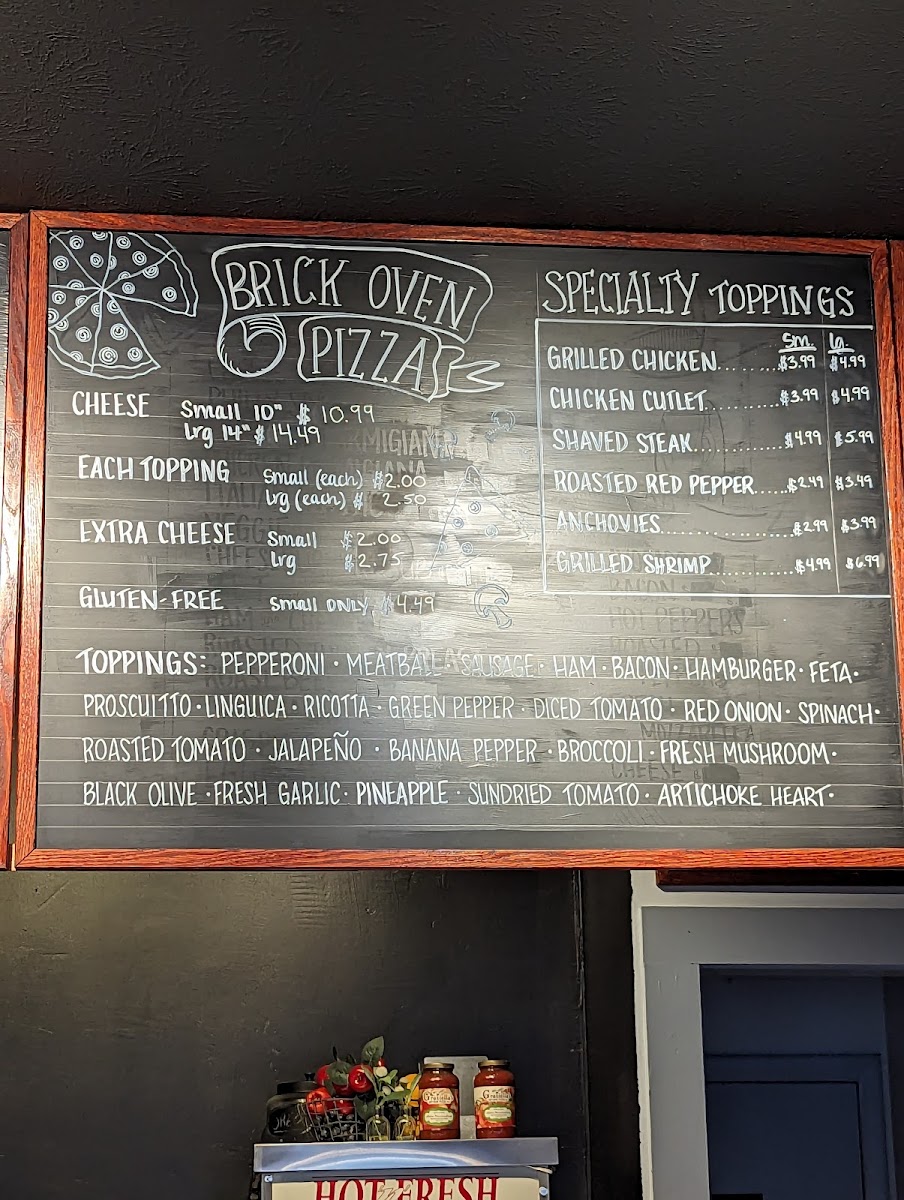 BRICK OVEN
PIZZA
CHEESE Small 10" $ 10.99
Lrg 14" $ 14.49
EACH TOPPING Small (each) $2.00
Lrg (each) $ 2.50
EXTRA CHEESE Small $2.00
Lrg $2.75
GLUTEN-FREE Small ONLY $4.49
SPECIALTY TOPPINGS
Sm. Lg.
GRILLED CHICKEN.........$3.99 $4.99
CHICKEN CUTLET...........$3.99 $4.99
SHAVED STEAK..............$4.99 $5.99
ROASTED RED PEPPER......$2.49 $3.49
ANCHOVIES...................$2.99 $3.99
GRILLED SHRIMP............$4.99 $6.99
TOPPINGS: PEPPERONI · MEATBALL · SAUSAGE · HAM · BACON · HAMBURGER · FETA ·
PROSCUITTO · LINGUICA · RICOTTA · GREEN PEPPER · DICED TOMATO · RED ONION · SPINACH ·
ROASTED TOMATO · JALAPEÑO · BANANA PEPPER · BROCCOLI · FRESH MUSHROOM ·
BLACK OLIVE · FRESH GARLIC · PINEAPPLE · SUNDRIED TOMATO · ARTICHOKE HEART ·
HOT FRESH